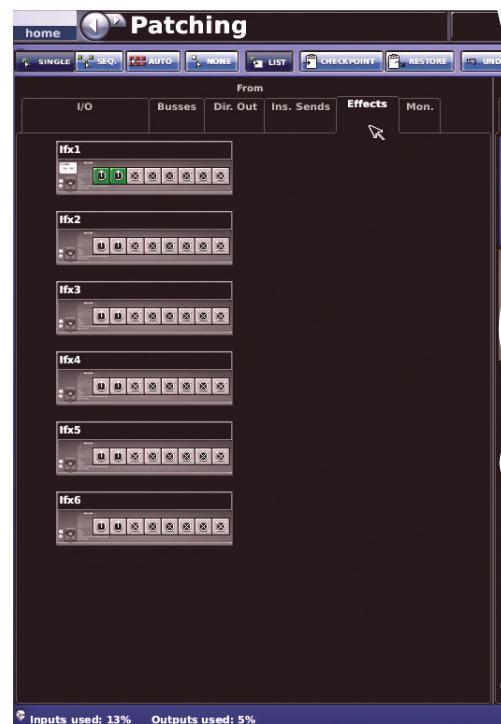 home Patching
SINGLE SEQ. AUTO NONE LIST CHECKPOINT RESTORE UND
From
I/O Busses Dir. Out Ins. Sends Effects Mon.
Ifx1
Ifx2
Ifx3
Ifx4
Ifx5
Ifx6
Inputs used: 13% Outputs used: 5%